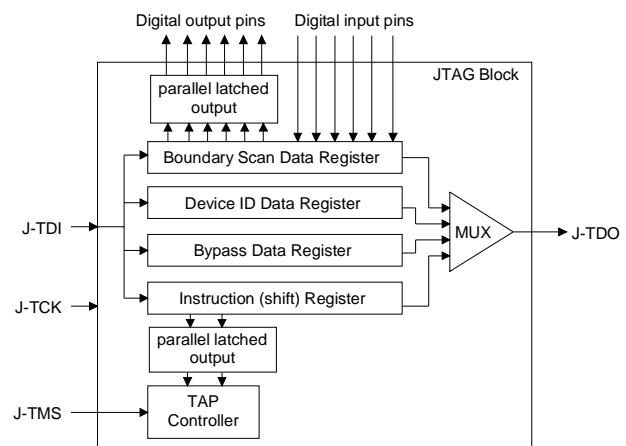 Digital output pins
Digital input pins
JTAG Block
parallel latched
output
Boundary Scan Data Register
Device ID Data Register
MUX
J-TDI
J-TDO
Bypass Data Register
J-TCK
Instruction (shift) Register
parallel latched
output
J-TMS
TAP
Controller